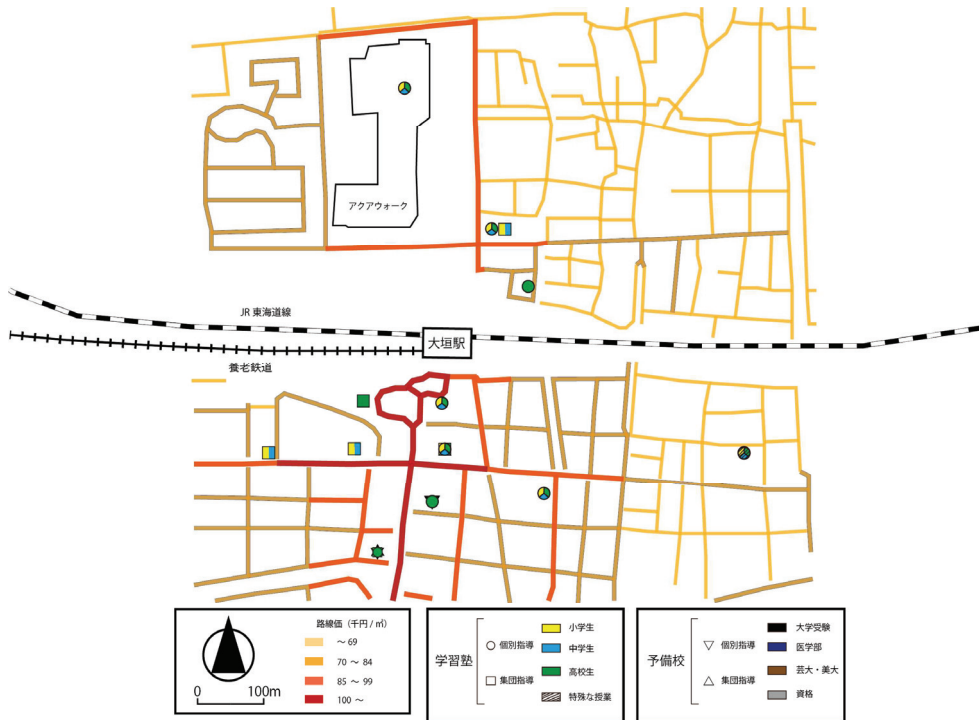 アクアウォーク
JR 東海道線
大垣駅
養老鉄道
0 100m
路線価（千円 / ㎡）
～ 69
70 ～ 84
85 ～ 99
100 ～
学習塾
個別指導
集団指導
小学生
中学生
高校生
特殊な授業
予備校
個別指導
集団指導
大学受験
医学部
芸大・美大
資格